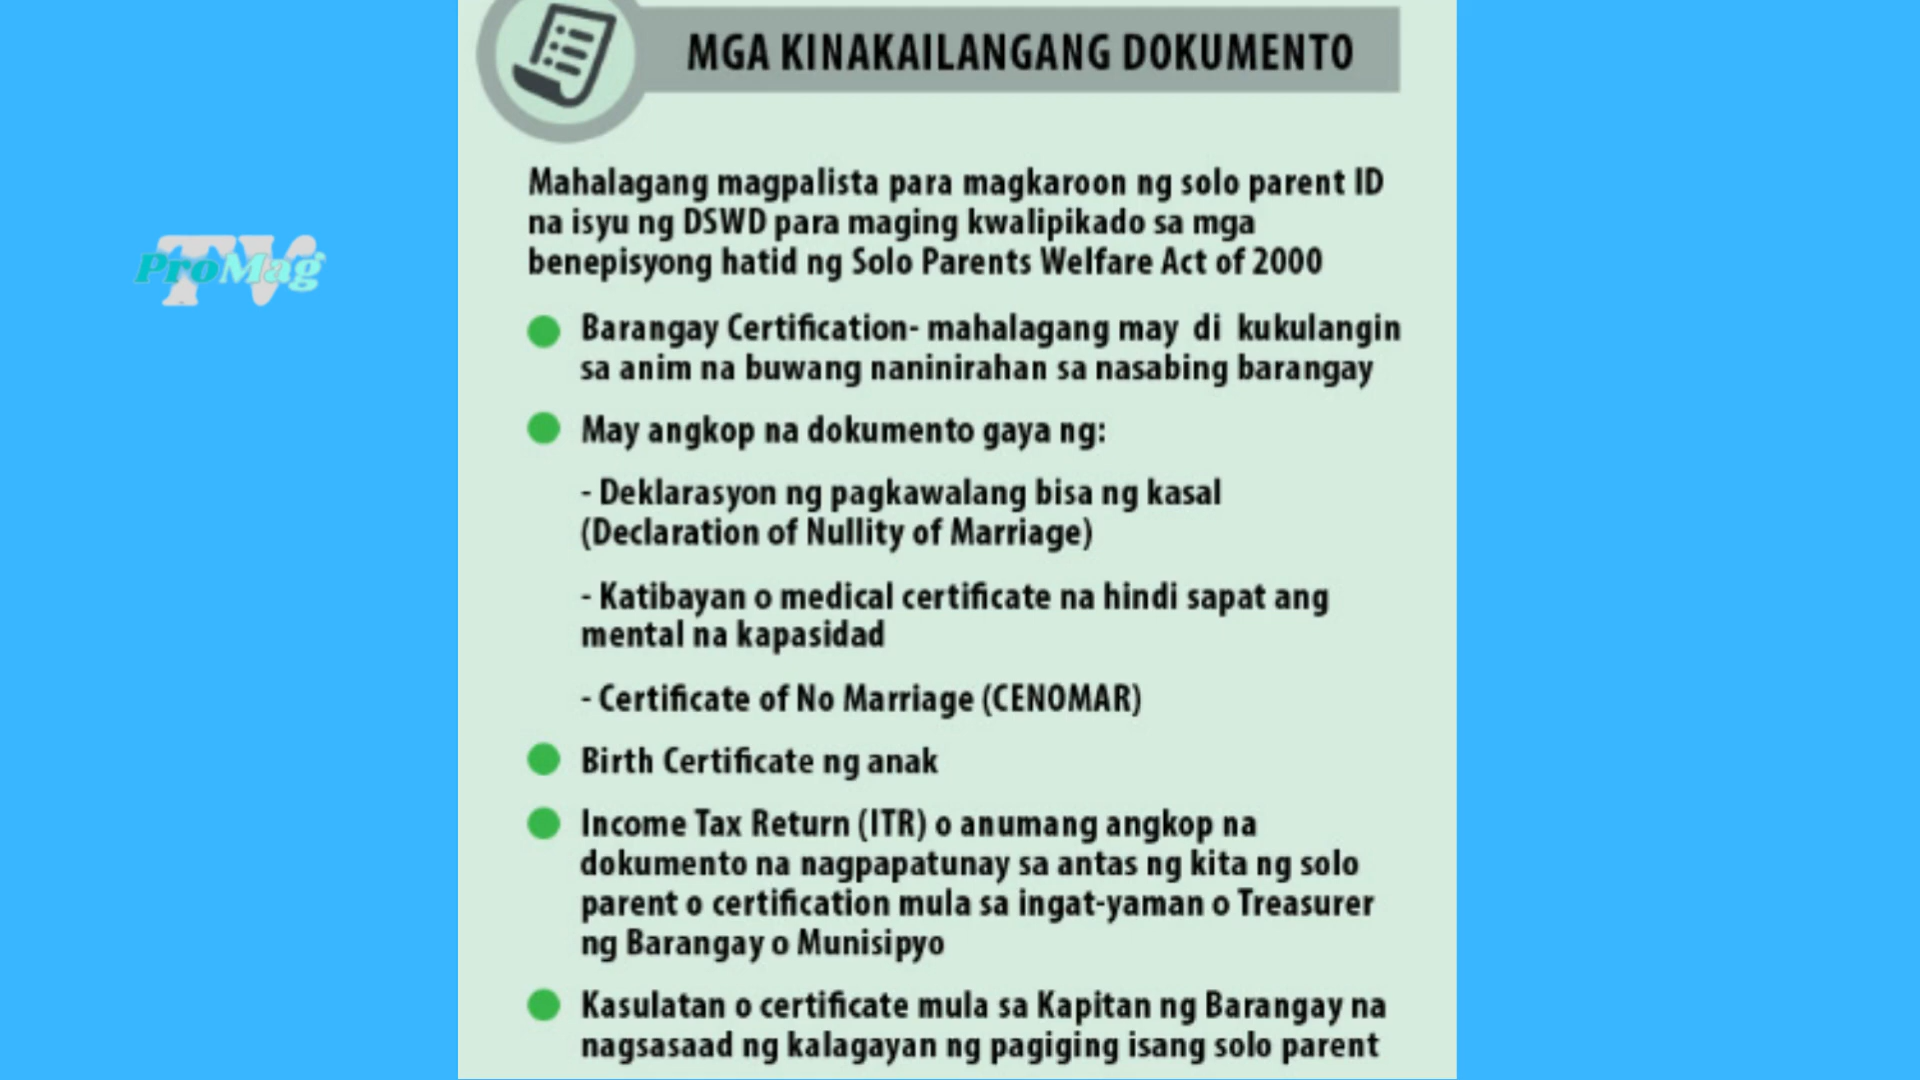 MGA KINAKAILANGANG DOKUMENTO
TV
ProMag
Mahalagang magpalista para magkaroon ng solo parent ID
na isyu ng DSWD para maging kwalipikado sa mga
benepisyong hatid ng Solo Parents Welfare Act of 2000
Barangay Certification- mahalagang may di kukulangin
sa anim na buwang naninirahan sa nasabing barangay
May angkop na dokumento gaya ng:
- Deklarasyon ng pagkawalang bisa ng kasal
(Declaration of Nullity of Marriage)
- Katibayan o medical certificate na hindi sapat ang
mental na kapasidad
- Certificate of No Marriage (CENOMAR)
Birth Certificate ng anak
Income Tax Return (ITR) o anumang angkop na
dokumento na nagpapatunay sa antas ng kita ng solo
parent o certification mula sa ingat-yaman o Treasurer
ng Barangay o Munisipyo
Kasulatan o certificate mula sa Kapitan ng Barangay na
nagsasaad ng kalagayan ng pagiging isang solo parent